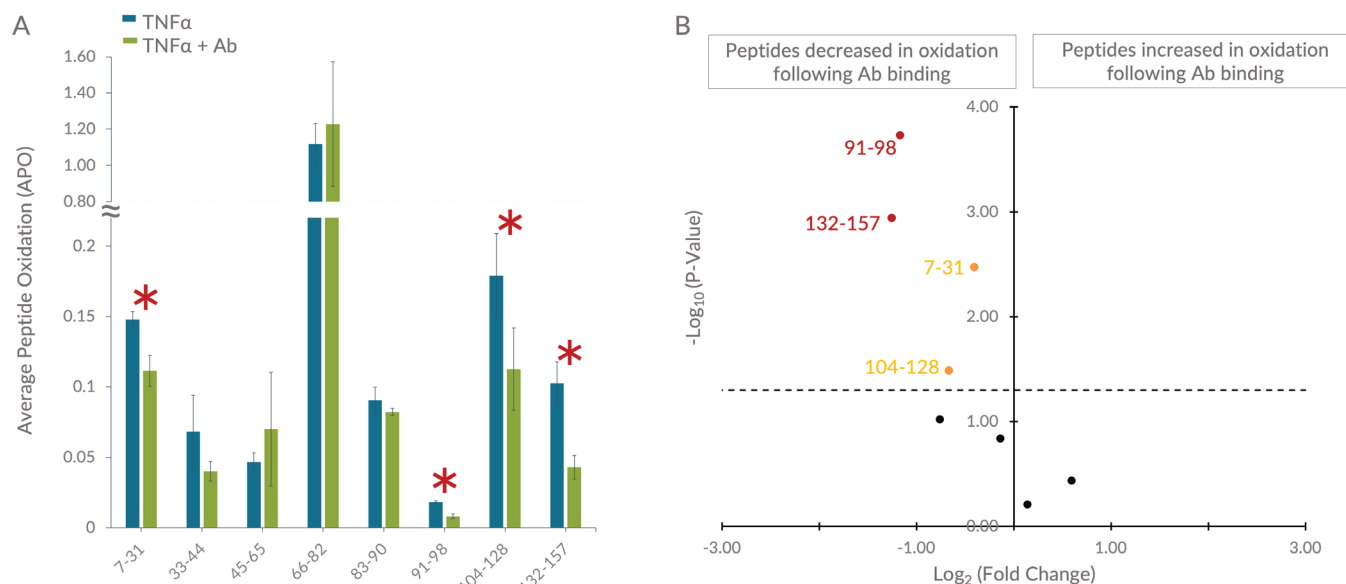 A
TNFα
TNFα + Ab
Average Peptide Oxidation (APO)
1.60
1.40
1.20
1.00
0.80
0.2
0.15
0.1
0.05
0
7-31
33-44
45-65
66-82
83-90
91-98
104-128
132-157
B
Peptides decreased in oxidation
following Ab binding
Peptides increased in oxidation
following Ab binding
-Log10 (P-Value)
4.00
3.00
2.00
1.00
0.00
91-98
132-157
7-31
104-128
-3.00
-1.00
1.00
3.00
Log2 (Fold Change)